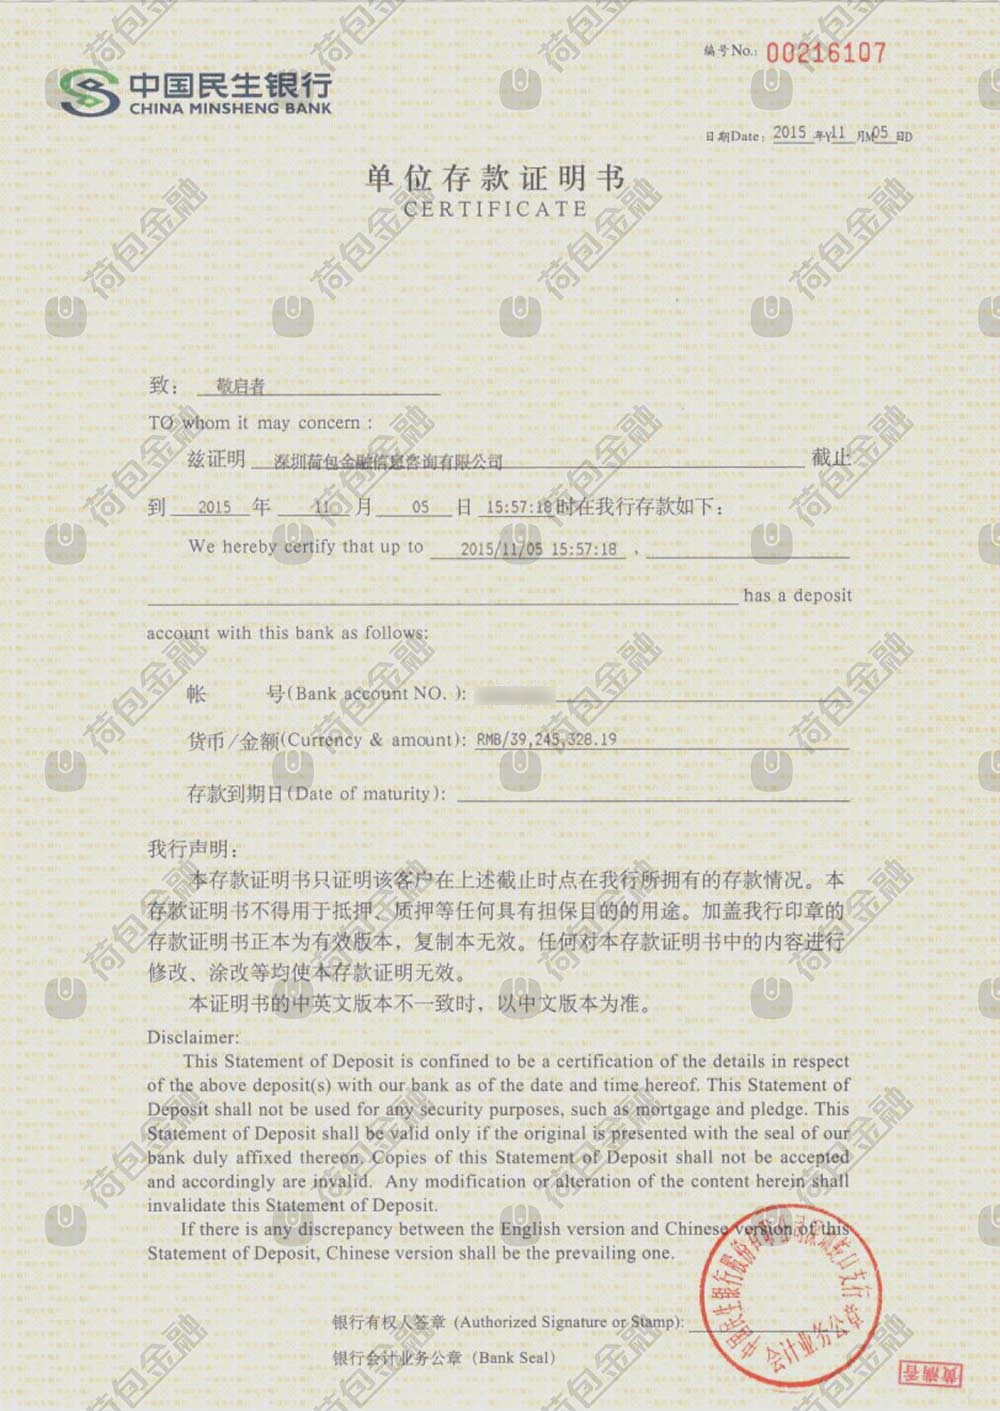 编号No.: 00216107
中国民生银行
CHINA MINSHENG BANK
日期Date: 2015 年Y 11 月M 05 日D
单位存款证明书
CERTIFICATE
致: 敬启者
TO whom it may concern :
兹证明 深圳荷包金融信息咨询有限公司 截止
到 2015 年 11 月 05 日 15:57:18时在我行存款如下:
We hereby certify that up to 2015/11/05 15:57:18 ,
has a deposit
account with this bank as follows:
帐 号(Bank account NO. ):
货币/金额(Currency & amount): RMB/39,245,328.19
存款到期日(Date of maturity):
我行声明:
本存款证明书只证明该客户在上述截止时点在我行所拥有的存款情况。本
存款证明书不得用于抵押、质押等任何具有担保目的的用途。加盖我行印章的
存款证明书正本为有效版本，复制本无效。任何对本存款证明书中的内容进行
修改、涂改等均使本存款证明无效。
本证明书的中英文版本不一致时，以中文版本为准。
Disclaimer:
This Statement of Deposit is confined to be a certification of the details in respect
of the above deposit(s) with our bank as of the date and time hereof. This Statement of
Deposit shall not be used for any security purposes, such as mortgage and pledge. This
Statement of Deposit shall be valid only if the original is presented with the seal of our
bank duly affixed thereon. Copies of this Statement of Deposit shall not be accepted
and accordingly are invalid. Any modification or alteration of the content herein shall
invalidate this Statement of Deposit.
If there is any discrepancy between the English version and Chinese version of this
Statement of Deposit, Chinese version shall be the prevailing one.
银行有权人签章 (Authorized Signature or Stamp):
银行会计业务公章 (Bank Seal)
中国民生银行股份有限公司深圳蛇口支行
会计业务公章
黄满香
荷包金融